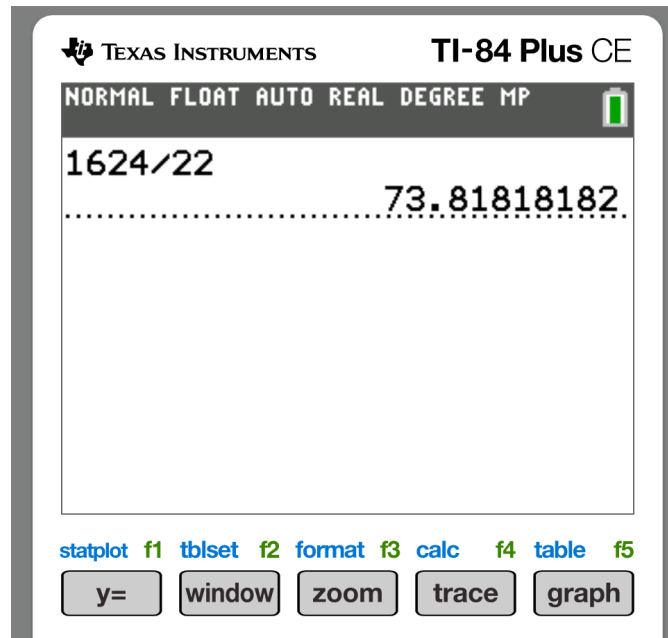 TEXAS INSTRUMENTS TI-84 Plus CE
NORMAL FLOAT AUTO REAL DEGREE MP
1624/22
73.81818182
statplot f1 tblset f2 format f3 calc f4 table f5
y= window zoom trace graph